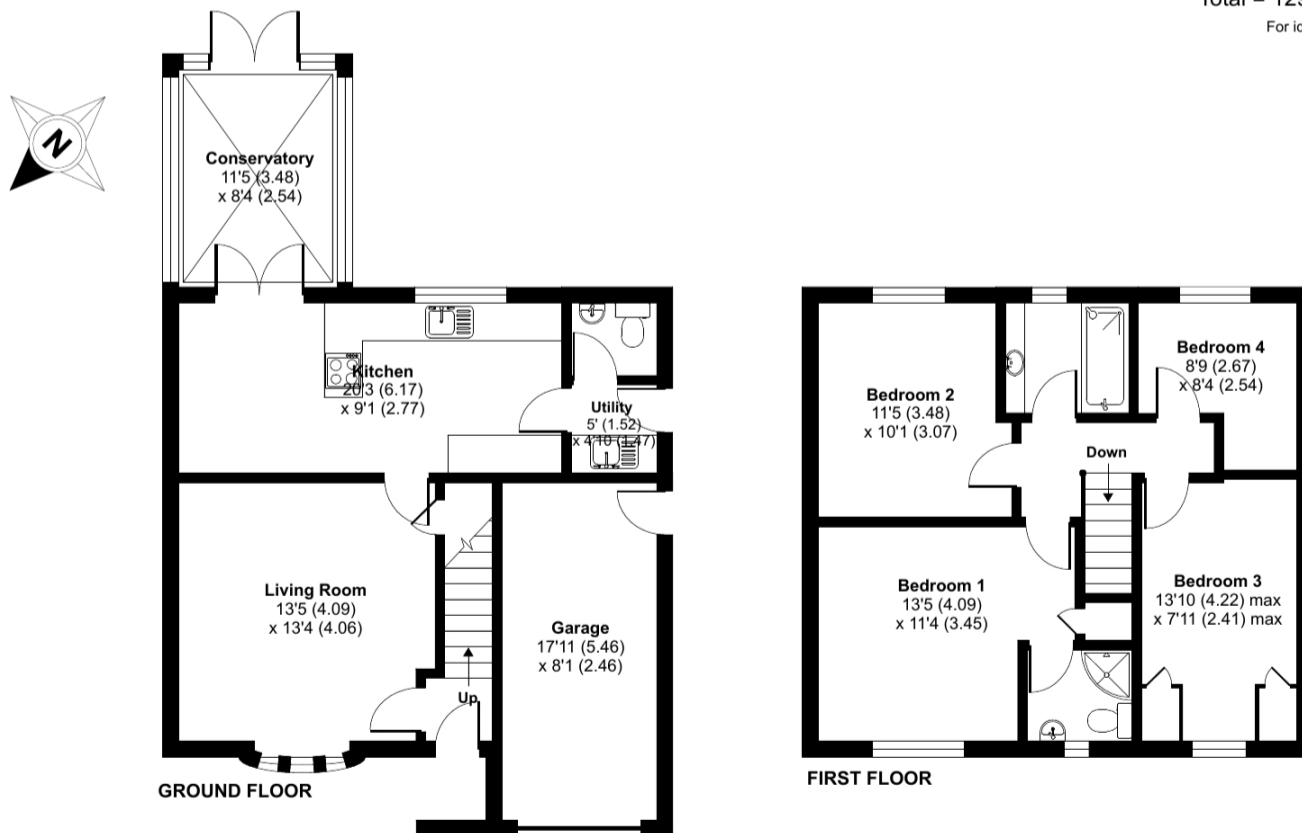 Total = 129
For id
N
Conservatory
11'5 (3.48)
x 8'4 (2.54)
Kitchen
20'3 (6.17)
x 9'1 (2.77)
Utility
5' (1.52)
x 4'10 (1.47)
Living Room
13'5 (4.09)
x 13'4 (4.06)
Garage
17'11 (5.46)
x 8'1 (2.46)
Up
GROUND FLOOR
Bedroom 2
11'5 (3.48)
x 10'1 (3.07)
Bedroom 4
8'9 (2.67)
x 8'4 (2.54)
Down
Bedroom 1
13'5 (4.09)
x 11'4 (3.45)
Bedroom 3
13'10 (4.22) max
x 7'11 (2.41) max
FIRST FLOOR